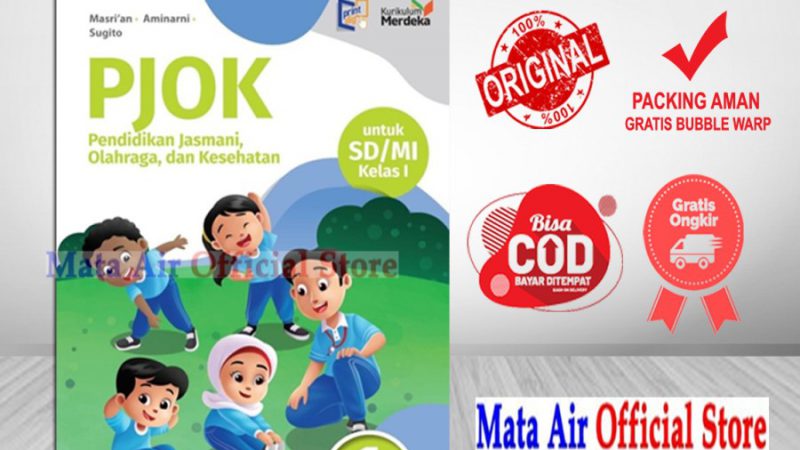 Masri'an • Aminarni •
Sugito
print
Kurikulum
Merdeka
PJOK
Pendidikan Jasmani,
Olahraga, dan Kesehatan
untuk
SD/MI
Kelas I
Mata Air Official Store
100%
ORIGINAL
100%
PACKING AMAN
GRATIS BUBBLE WARP
Bisa
COD
BAYAR DITEMPAT
Gratis
Ongkir
Mata Air Official Store